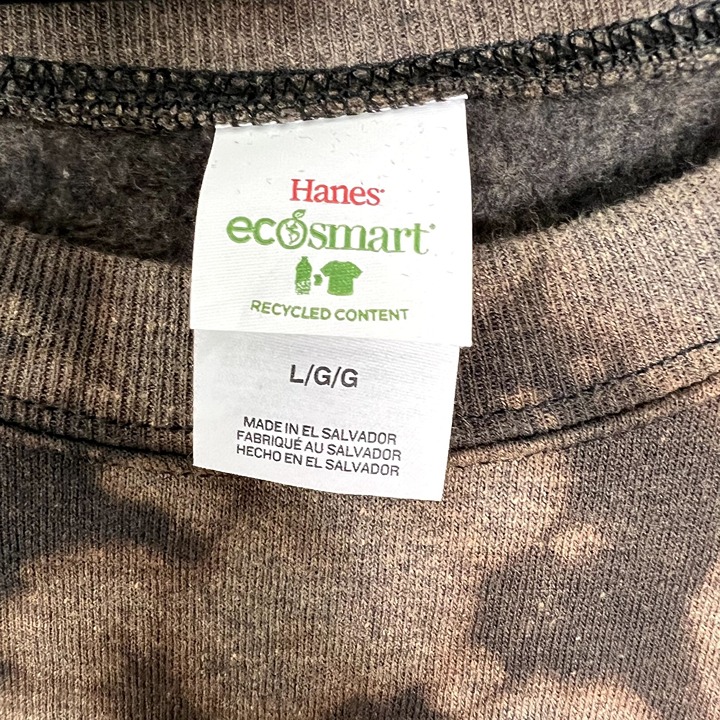 Hanes
ecosmart
RECYCLED CONTENT
L/G/G
MADE IN EL SALVADOR
FABRIQUÉ AU SALVADOR
HECHO EN EL SALVADOR